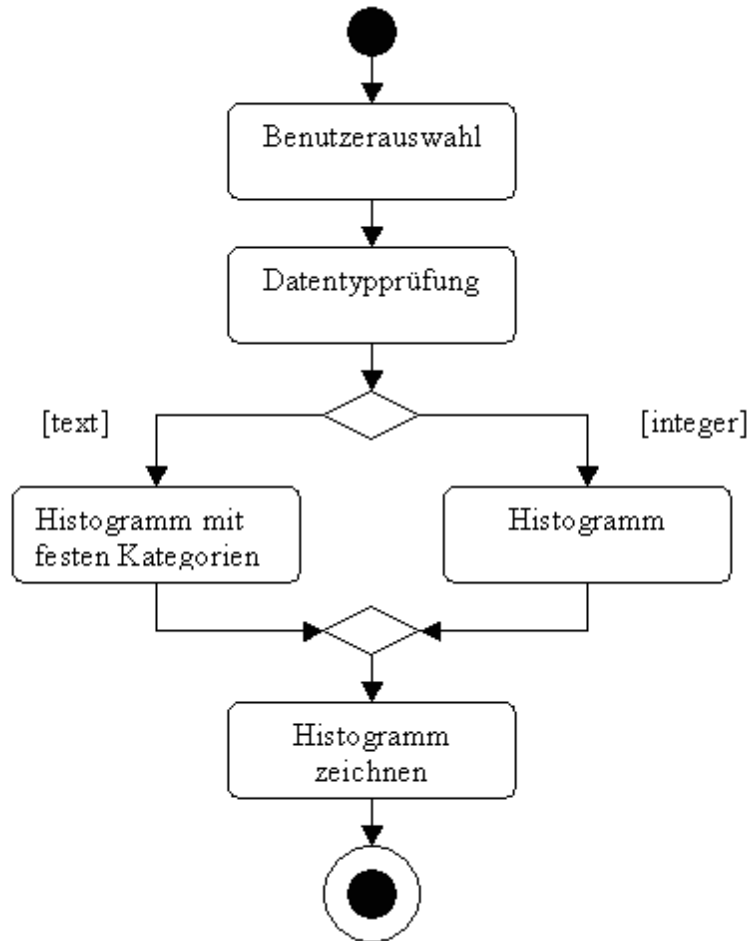 Benutzerauswahl
Datentypprüfung
[text]
[integer]
Histogramm mit
festen Kategorien
Histogramm
Histogramm
zeichnen